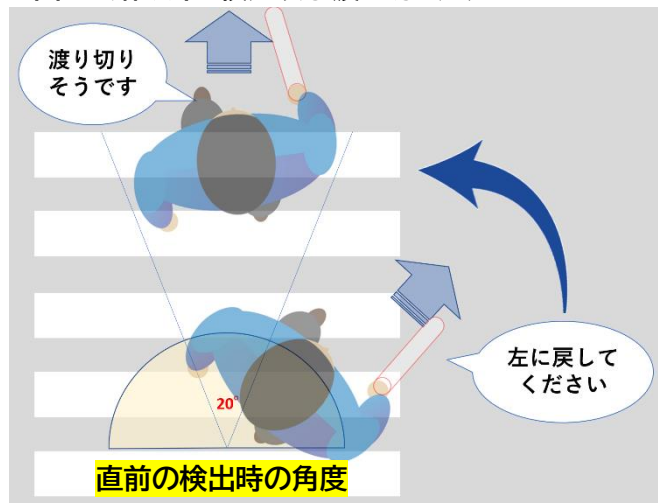 渡り切り
そうです
左に戻して
ください
20°
直前の検出時の角度